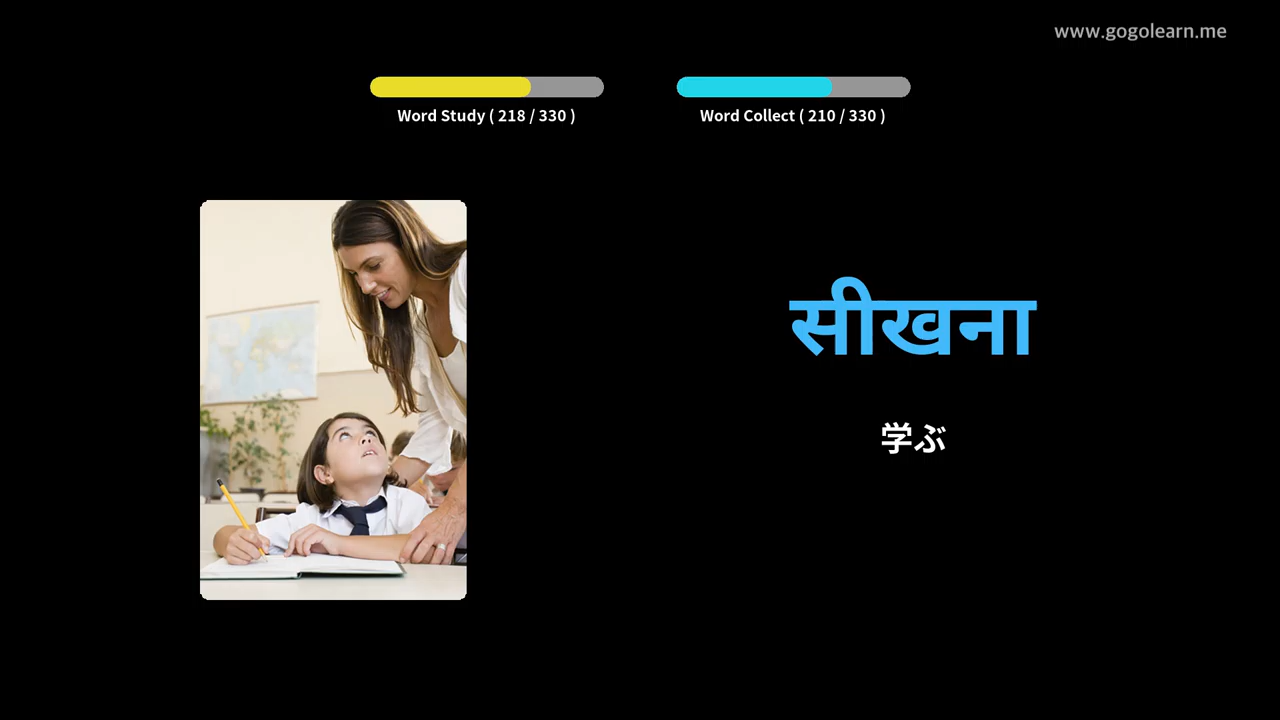 www.gogolearn.me
Word Study ( 218 / 330 )
Word Collect ( 210 / 330 )
सीखना
学ぶ